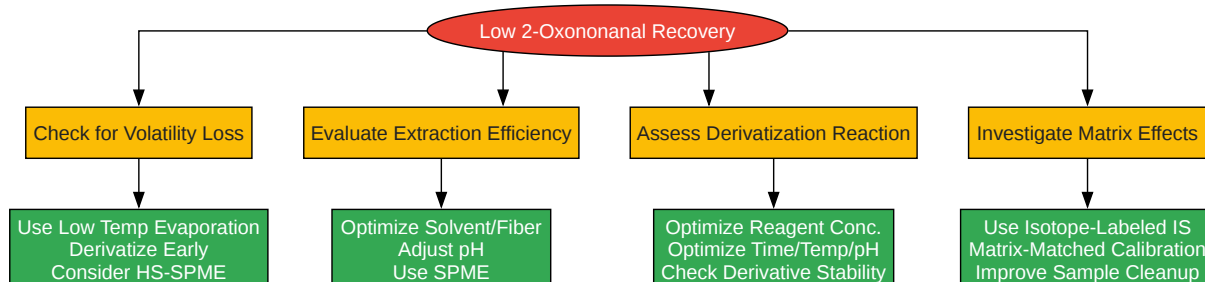 Low 2-Oxononanal Recovery
Check for Volatility Loss
Evaluate Extraction Efficiency
Assess Derivatization Reaction
Investigate Matrix Effects
Use Low Temp Evaporation
Derivatize Early
Consider HS-SPME
Optimize Solvent/Fiber
Adjust pH
Use SPME
Optimize Reagent Conc.
Optimize Time/Temp/pH
Check Derivative Stability
Use Isotope-Labeled IS
Matrix-Matched Calibration
Improve Sample Cleanup